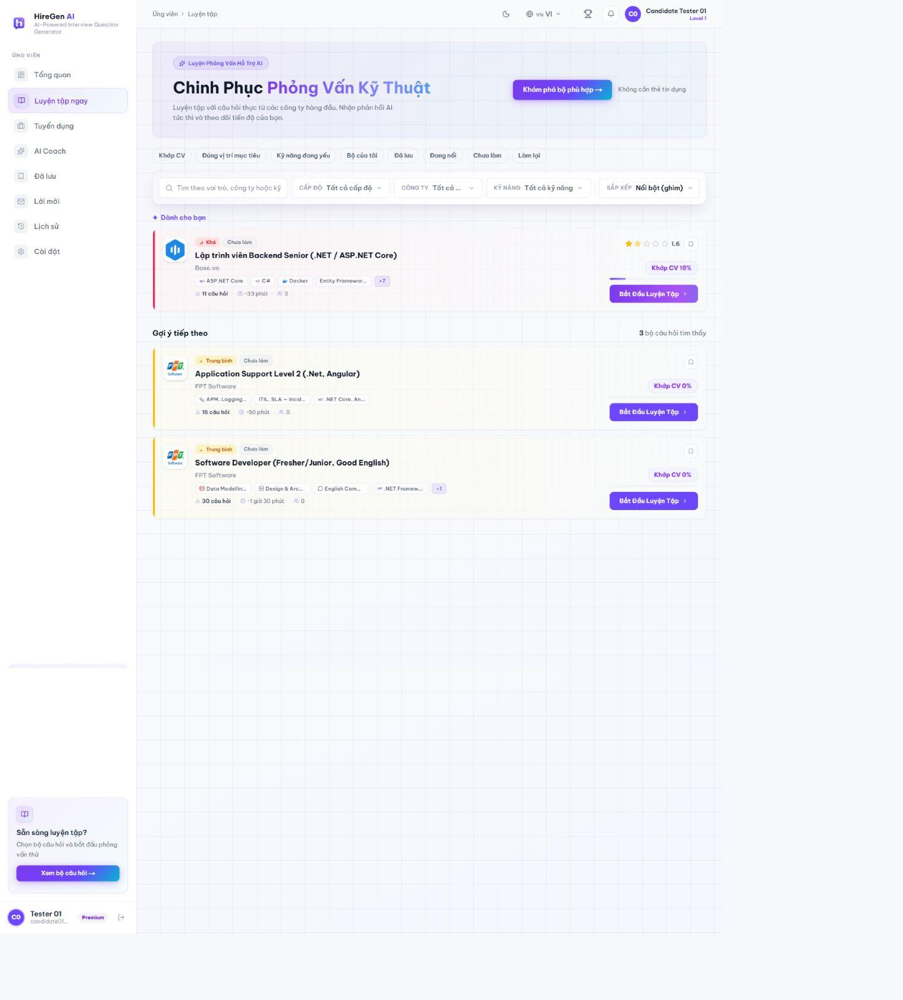 HireGen AI
AI-Powered Interview Question
Generator
ỨNG VIÊN
Tổng quan
Luyện tập ngay
Tuyển dụng
AI Coach
Đã lưu
Lời mời
Lịch sử
Cài đặt
Sẵn sàng luyện tập?
Chọn bộ câu hỏi và bắt đầu phỏng
vấn thử
Xem bộ câu hỏi →
C0
Tester 01
candidate01...
Premium
Ứng viên > Luyện tập
VN VI
C0
Candidate Tester 01
Level 1
Luyện Phỏng Vấn Hỗ Trợ AI
Chinh Phục Phỏng Vấn Kỹ Thuật
Luyện tập với câu hỏi thực từ các công ty hàng đầu. Nhận phản hồi AI
tức thì và theo dõi tiến độ của bạn.
Khám phá bộ phù hợp →
Không cần thẻ tín dụng
Khớp CV
Đúng vị trí mục tiêu
Kỹ năng đang yếu
Bộ của tôi
Đã lưu
Đang nổi
Chưa làm
Làm lại
Tìm theo vai trò, công ty hoặc kỹ
CẤP ĐỘ Tất cả cấp độ
CÔNG TY Tất cả ...
KỸ NĂNG Tất cả kỹ năng
SẮP XẾP Nổi bật (ghim)
✦ Dành cho bạn
Khó
Chưa làm
Lập trình viên Backend Senior (.NET / ASP.NET Core)
Base.vn
ASP.NET Core
C#
Docker
Entity Framewor...
+7
11 câu hỏi · ~33 phút · 3
1.6
Khớp CV 18%
Bắt Đầu Luyện Tập >
Gợi ý tiếp theo
3 bộ câu hỏi tìm thấy
FPT
Software
Trung bình
Chưa làm
Application Support Level 2 (.Net, Angular)
FPT Software
APM, Logging...
ITIL, SLA — Incid...
.NET Core, An...
15 câu hỏi · ~50 phút · 0
Khớp CV 0%
Bắt Đầu Luyện Tập >
FPT
Software
Trung bình
Chưa làm
Software Developer (Fresher/Junior, Good English)
FPT Software
Data Modellin...
Design & Arc...
English Com...
.NET Framew...
+1
30 câu hỏi · ~1 giờ 30 phút · 0
Khớp CV 0%
Bắt Đầu Luyện Tập >